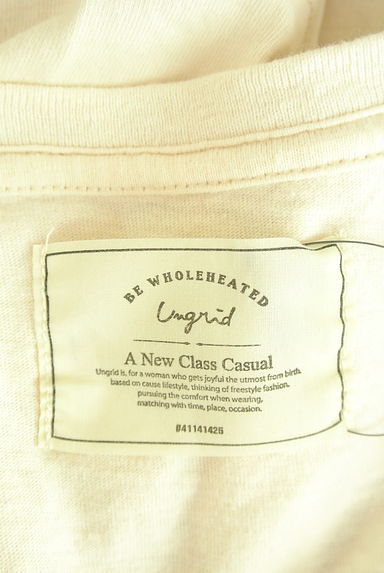 BE WHOLEHEATED
Ungrid
A New Class Casual
Ungrid is, for a woman who gets joyful the utmost from birth.
based on cause lifestyle, thinking of freestyle fashion.
pursuing the comfort when wearing,
matching with time, place, occasion.
#41141426